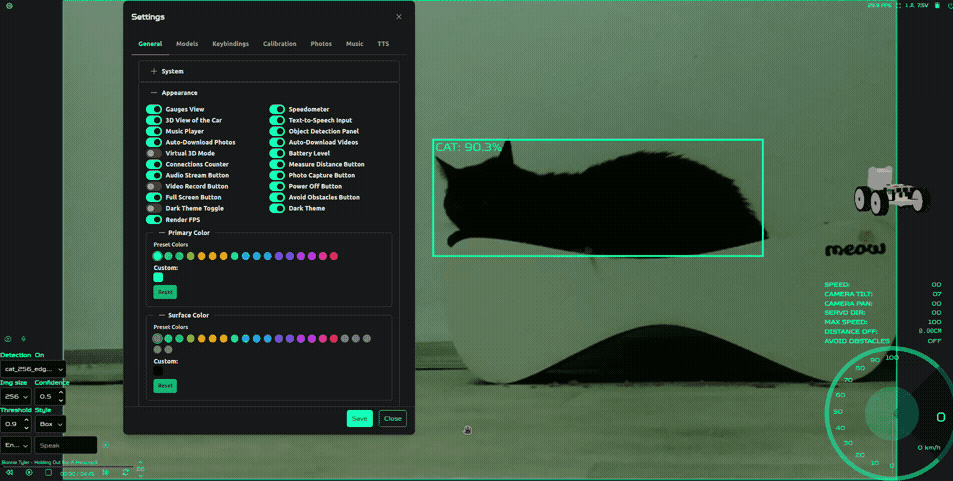 29.9 FPS 1 7.5V
Settings
General Models Keybindings Calibration Photos Music TTS
System
Appearance
Gauges View Speedometer
3D View of the Car Text-to-Speech Input
Music Player Object Detection Panel
Auto-Download Photos Auto-Download Videos
Virtual 3D Mode Battery Level
Connections Counter Measure Distance Button
Audio Stream Button Photo Capture Button
Video Record Button Power Off Button
Full Screen Button Avoid Obstacles Button
Dark Theme Toggle Dark Theme
Render FPS
Primary Color
Preset Colors
Custom:
Reset
Surface Color
Preset Colors
Custom:
Reset
Save Close
CAT: 90.3%
meow
SPEED: 00
CAMERA TILT: 07
CAMERA PAN: 00
SERVO DIR: 00
MAX SPEED: 100
DISTANCE OFF: 0.00CM
AVOID OBSTACLES OFF
Detection On
cat_256_edg...
Img size Confidence
256 0.5
Threshold Style
0.9 Box
En... Speak
Bonnie Tyler - Holding Out for A Hero.mp3
100
90
80
70
60
50
40
30
20
10
0
0
0 km/h